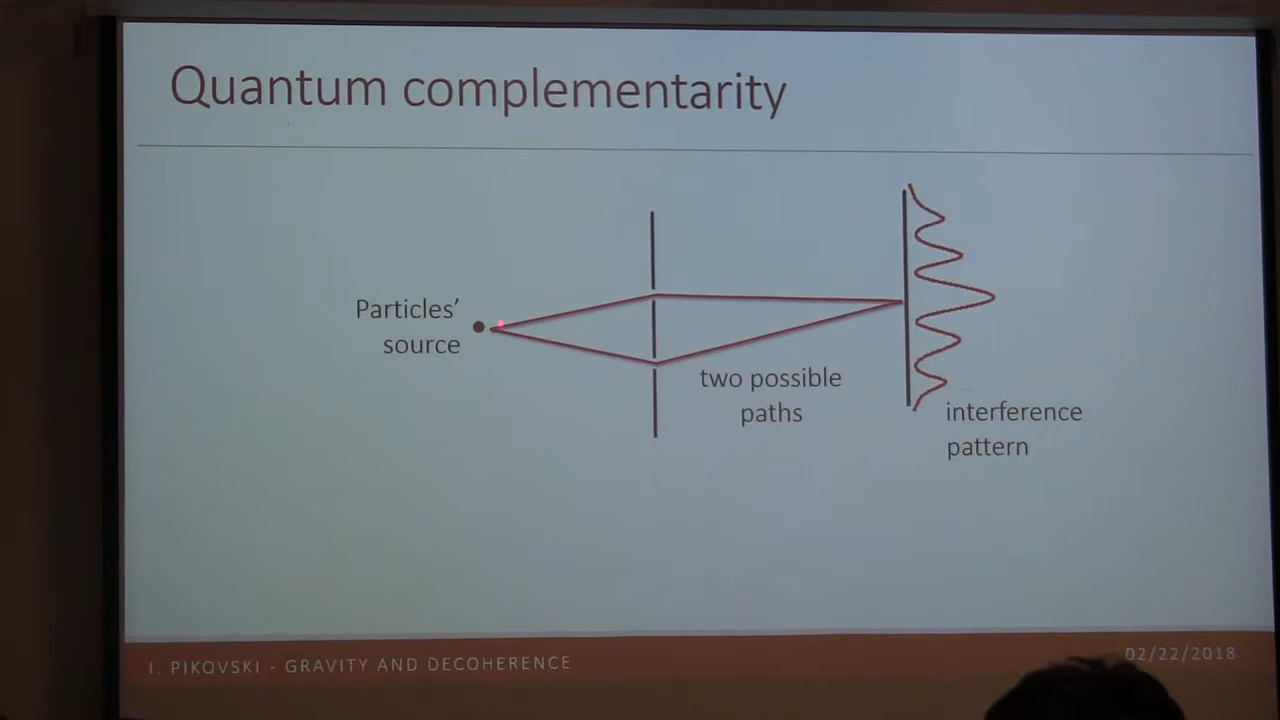 Quantum complementarity
Particles’
source
two possible
paths
interference
pattern
I. PIKOVSKI - GRAVITY AND DECOHERENCE
02/22/2018